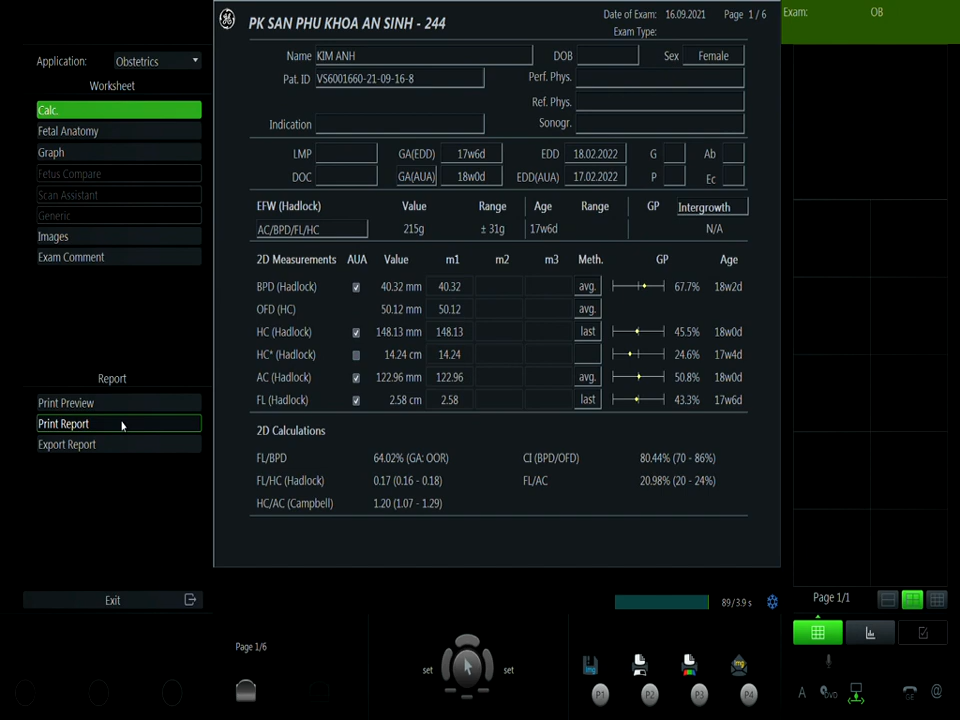 PK SAN PHU KHOA AN SINH - 244
Date of Exam: 16.09.2021 Page 1 / 6
Exam Type:
Exam: OB
Application: Obstetrics
Worksheet
Calc.
Fetal Anatomy
Graph
Fetus Compare
Scan Assistant
Generic
Images
Exam Comment
Report
Print Preview
Print Report
Export Report
Exit
Name KIM ANH DOB Sex Female
Pat. ID VS6001660-21-09-16-8 Perf. Phys.
Ref. Phys.
Indication Sonogr.
LMP GA(EDD) 17w6d EDD 18.02.2022 G Ab
DOC GA(AUA) 18w0d EDD(AUA) 17.02.2022 P Ec
EFW (Hadlock) Value Range Age Range GP Intergrowth
AC/BPD/FL/HC 215g ± 31g 17w6d N/A
2D Measurements AUA Value m1 m2 m3 Meth. GP Age
BPD (Hadlock) 40.32 mm 40.32 avg. 67.7% 18w2d
OFD (HC) 50.12 mm 50.12 avg.
HC (Hadlock) 148.13 mm 148.13 last 45.5% 18w0d
HC* (Hadlock) 14.24 cm 14.24 24.6% 17w4d
AC (Hadlock) 122.96 mm 122.96 avg. 50.8% 18w0d
FL (Hadlock) 2.58 cm 2.58 last 43.3% 17w6d
2D Calculations
FL/BPD 64.02% (GA: OOR) CI (BPD/OFD) 80.44% (70 - 86%)
FL/HC (Hadlock) 0.17 (0.16 - 0.18) FL/AC 20.98% (20 - 24%)
HC/AC (Campbell) 1.20 (1.07 - 1.29)
89/3.9 s
Page 1/1
Page 1/6
set set
P1 P2 P3 P4
Img
A DVD @